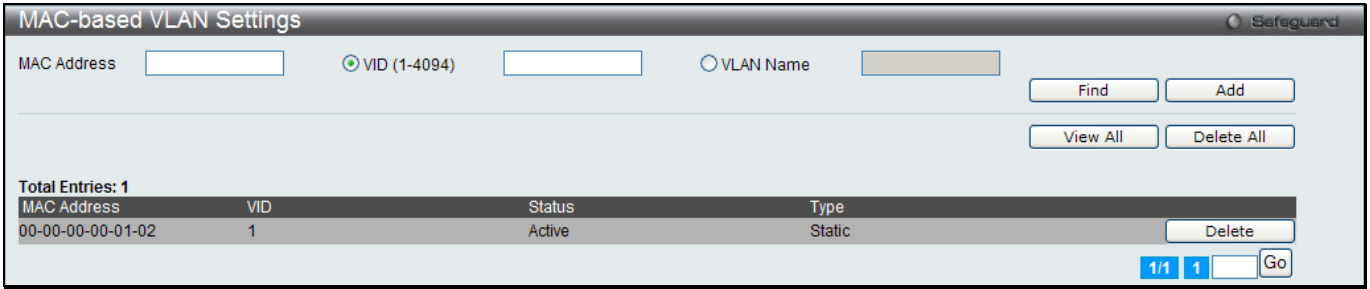 MAC-based VLAN Settings
Safeguard
MAC Address
VID (1-4094)
VLAN Name
Find
Add
View All
Delete All
Total Entries: 1
MAC Address VID Status Type
00-00-00-00-01-02 1 Active Static Delete
1/1 1 Go